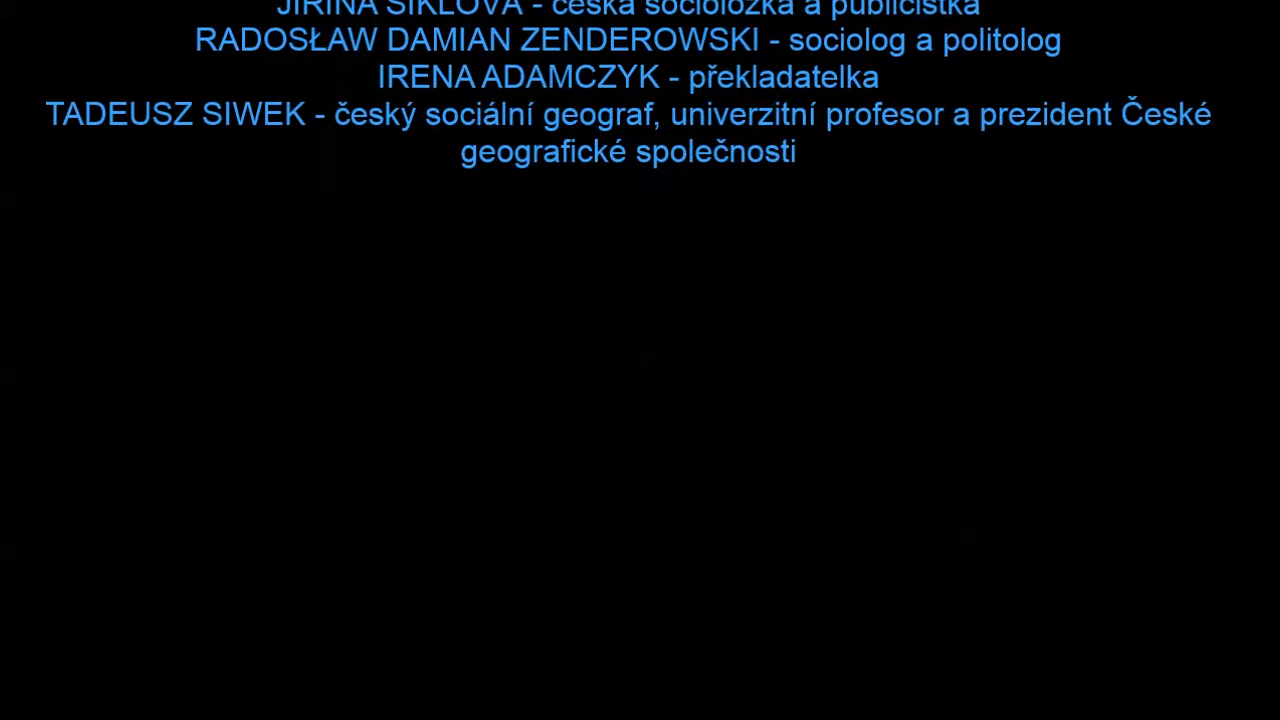 JIŘINA ŠIKLOVÁ - česká socioložka a publicistka
RADOSŁAW DAMIAN ZENDEROWSKI - sociolog a politolog
IRENA ADAMCZYK - překladatelka
TADEUSZ SIWEK - český sociální geograf, univerzitní profesor a prezident České
geografické společnosti